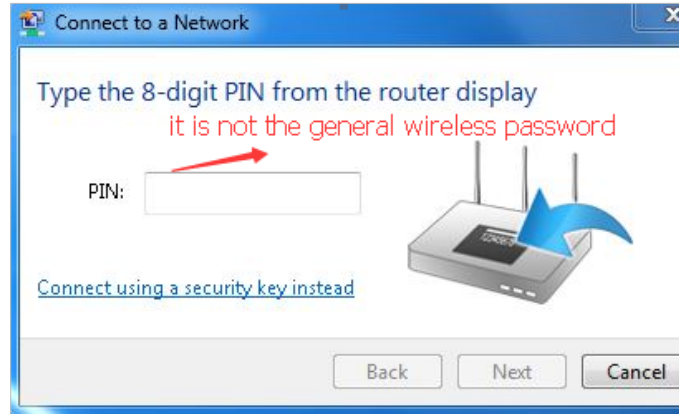 Connect to a Network
X
Type the 8-digit PIN from the router display
it is not the general wireless password
12345670
PIN:
Connect using a security key instead
Back
Next
Cancel